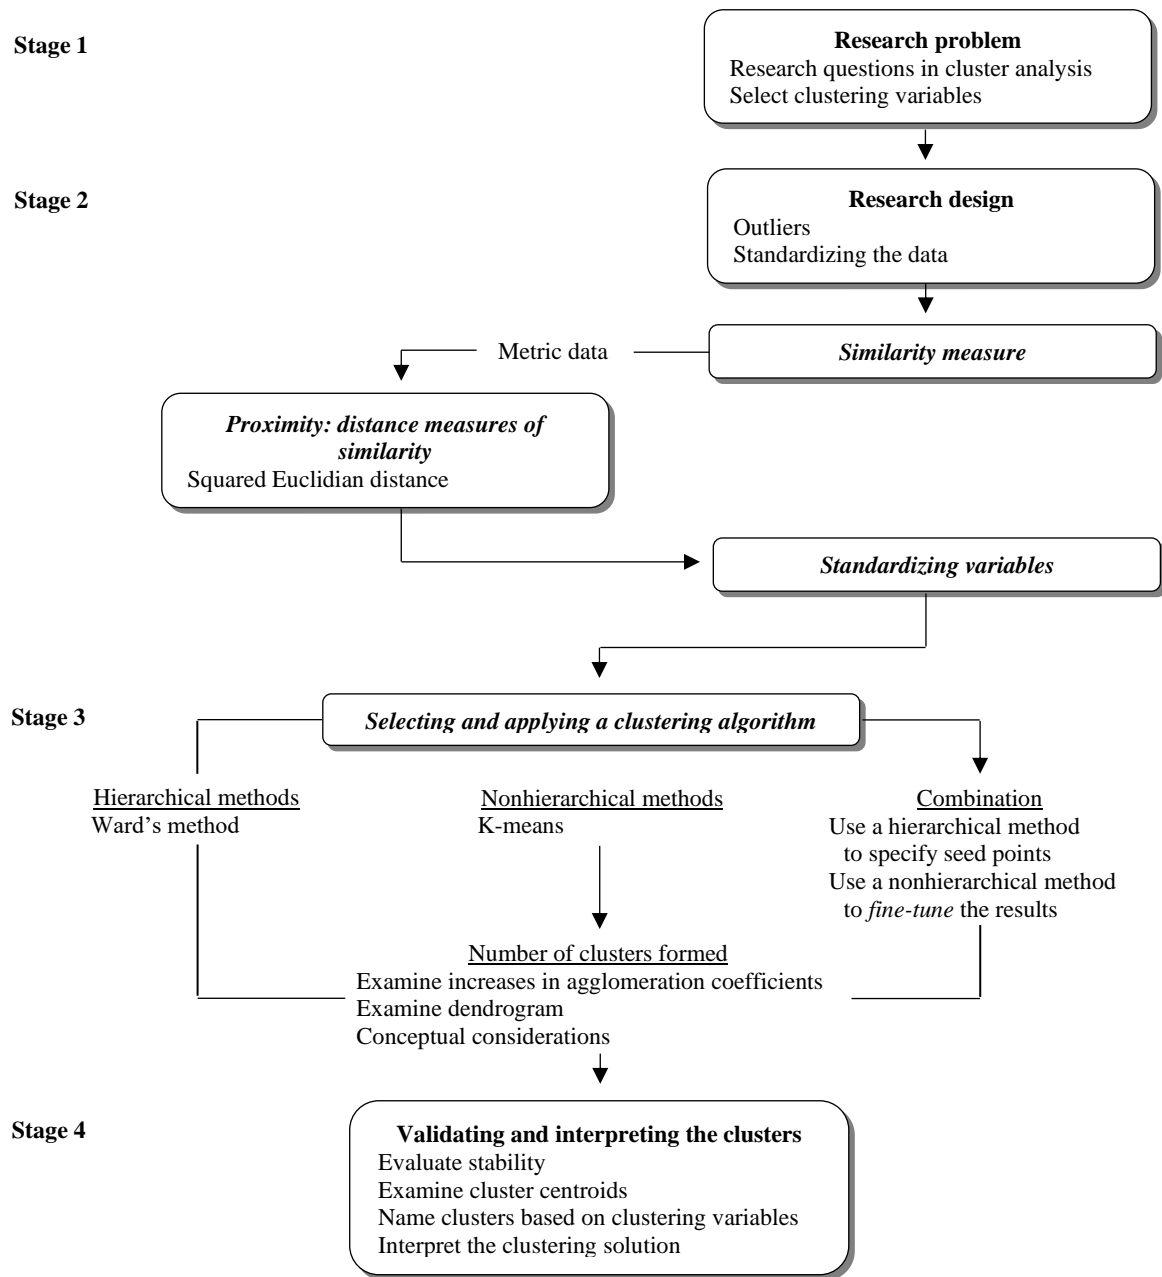 Stage 1
Research problem
Research questions in cluster analysis
Select clustering variables
Stage 2
Research design
Outliers
Standardizing the data
Similarity measure
Metric data
Proximity: distance measures of
similarity
Squared Euclidian distance
Standardizing variables
Stage 3
Selecting and applying a clustering algorithm
Hierarchical methods
Ward's method
Nonhierarchical methods
K-means
Combination
Use a hierarchical method
to specify seed points
Use a nonhierarchical method
to fine-tune the results
Number of clusters formed
Examine increases in agglomeration coefficients
Examine dendrogram
Conceptual considerations
Stage 4
Validating and interpreting the clusters
Evaluate stability
Examine cluster centroids
Name clusters based on clustering variables
Interpret the clustering solution